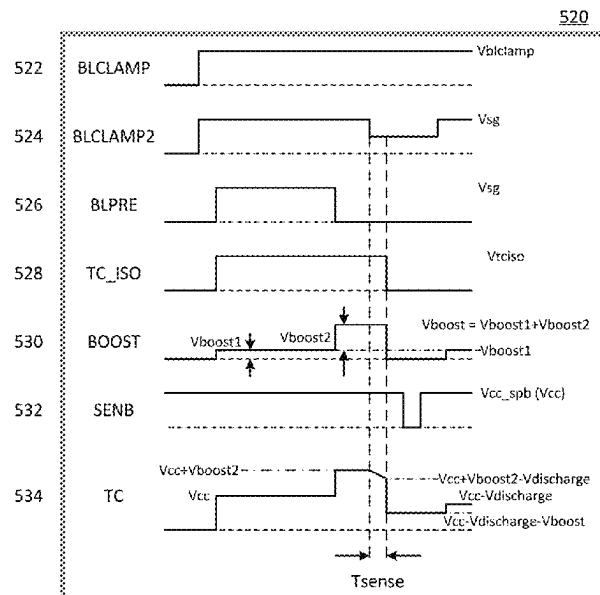 520
522 BLCLAMP Vblclamp
524 BLCLAMP2 Vsg
526 BLPRE Vsg
528 TC_ISO Vtciso
530 BOOST Vboost1 Vboost2 Vboost = Vboost1+Vboost2
Vboost1
532 SENB Vcc_spb (Vcc)
Vcc+Vboost2
Vcc+Vboost2-Vdischarge
534 TC Vcc Vcc-Vdischarge
Vcc-Vdischarge-Vboost
Tsense